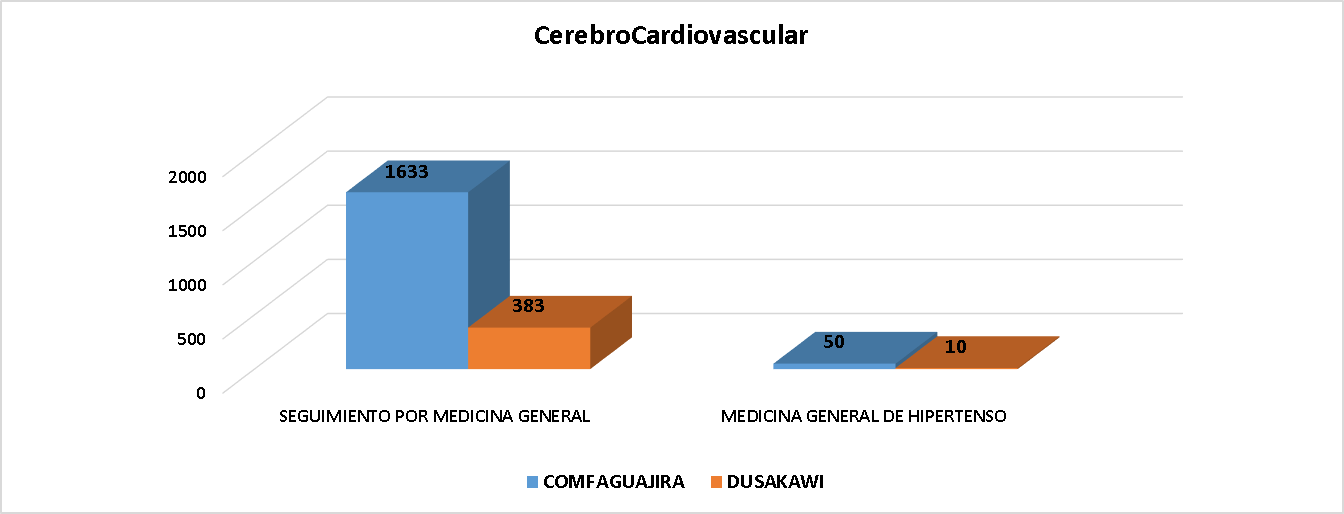 CerebroCardiovascular
2000
1500
1000
500
0
1633
383
50
10
SEGUIMIENTO POR MEDICINA GENERAL
MEDICINA GENERAL DE HIPERTENSO
COMFAGUAJIRA
DUSAKAWI